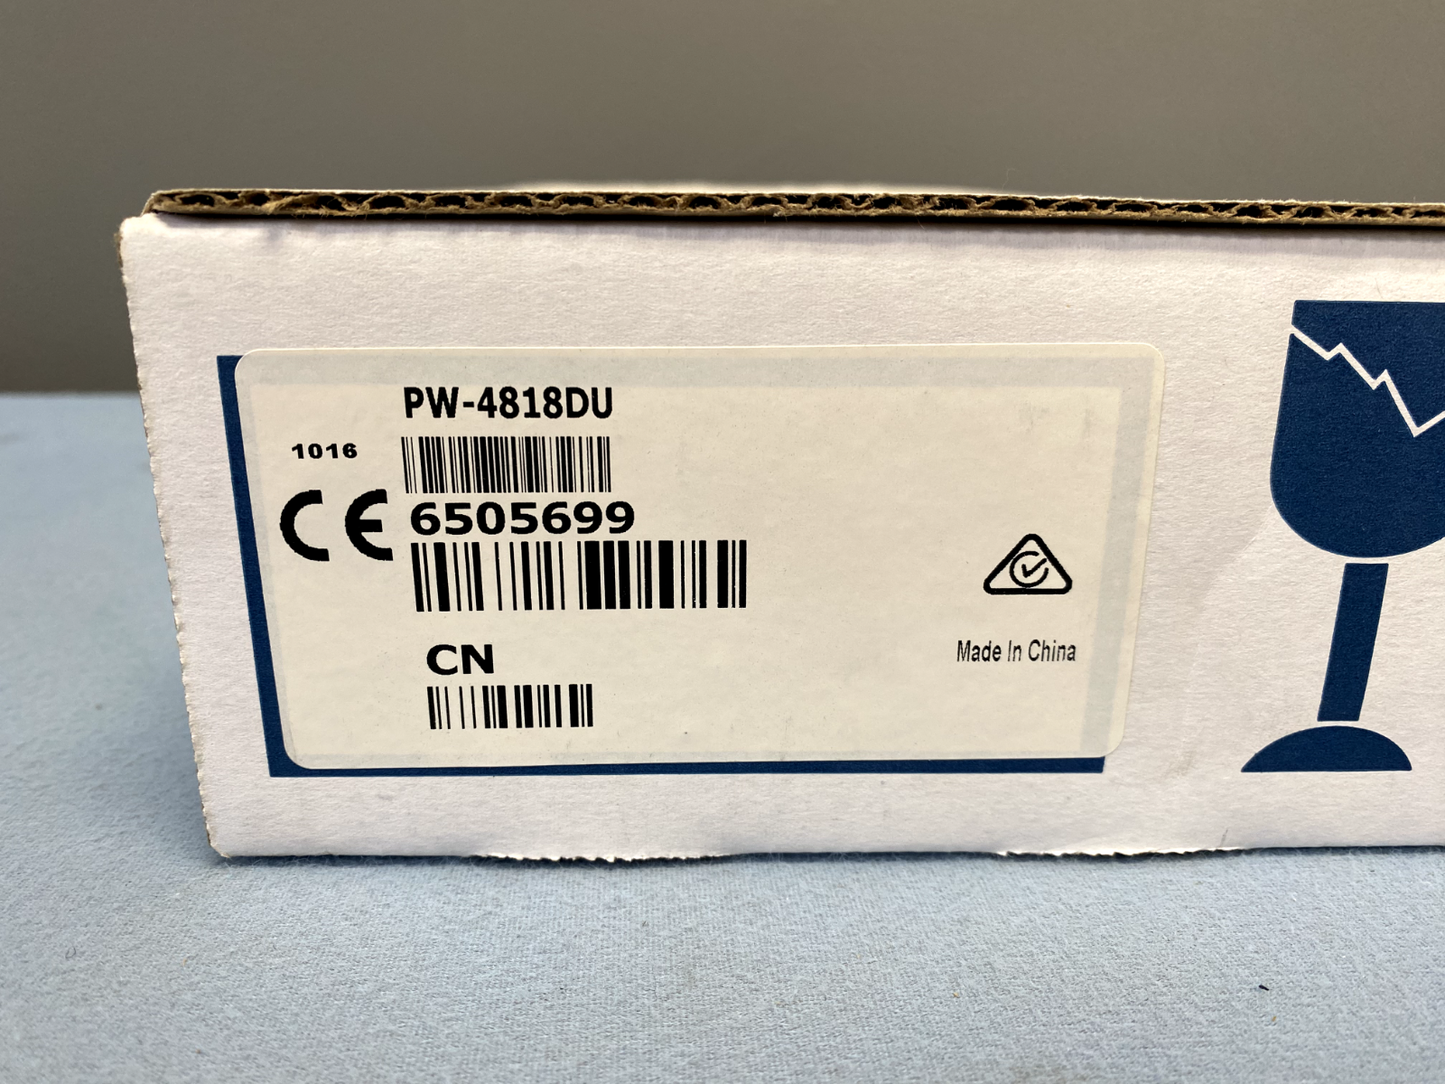 PW-4818DU
1016
CE
6505699
CN
Made In China